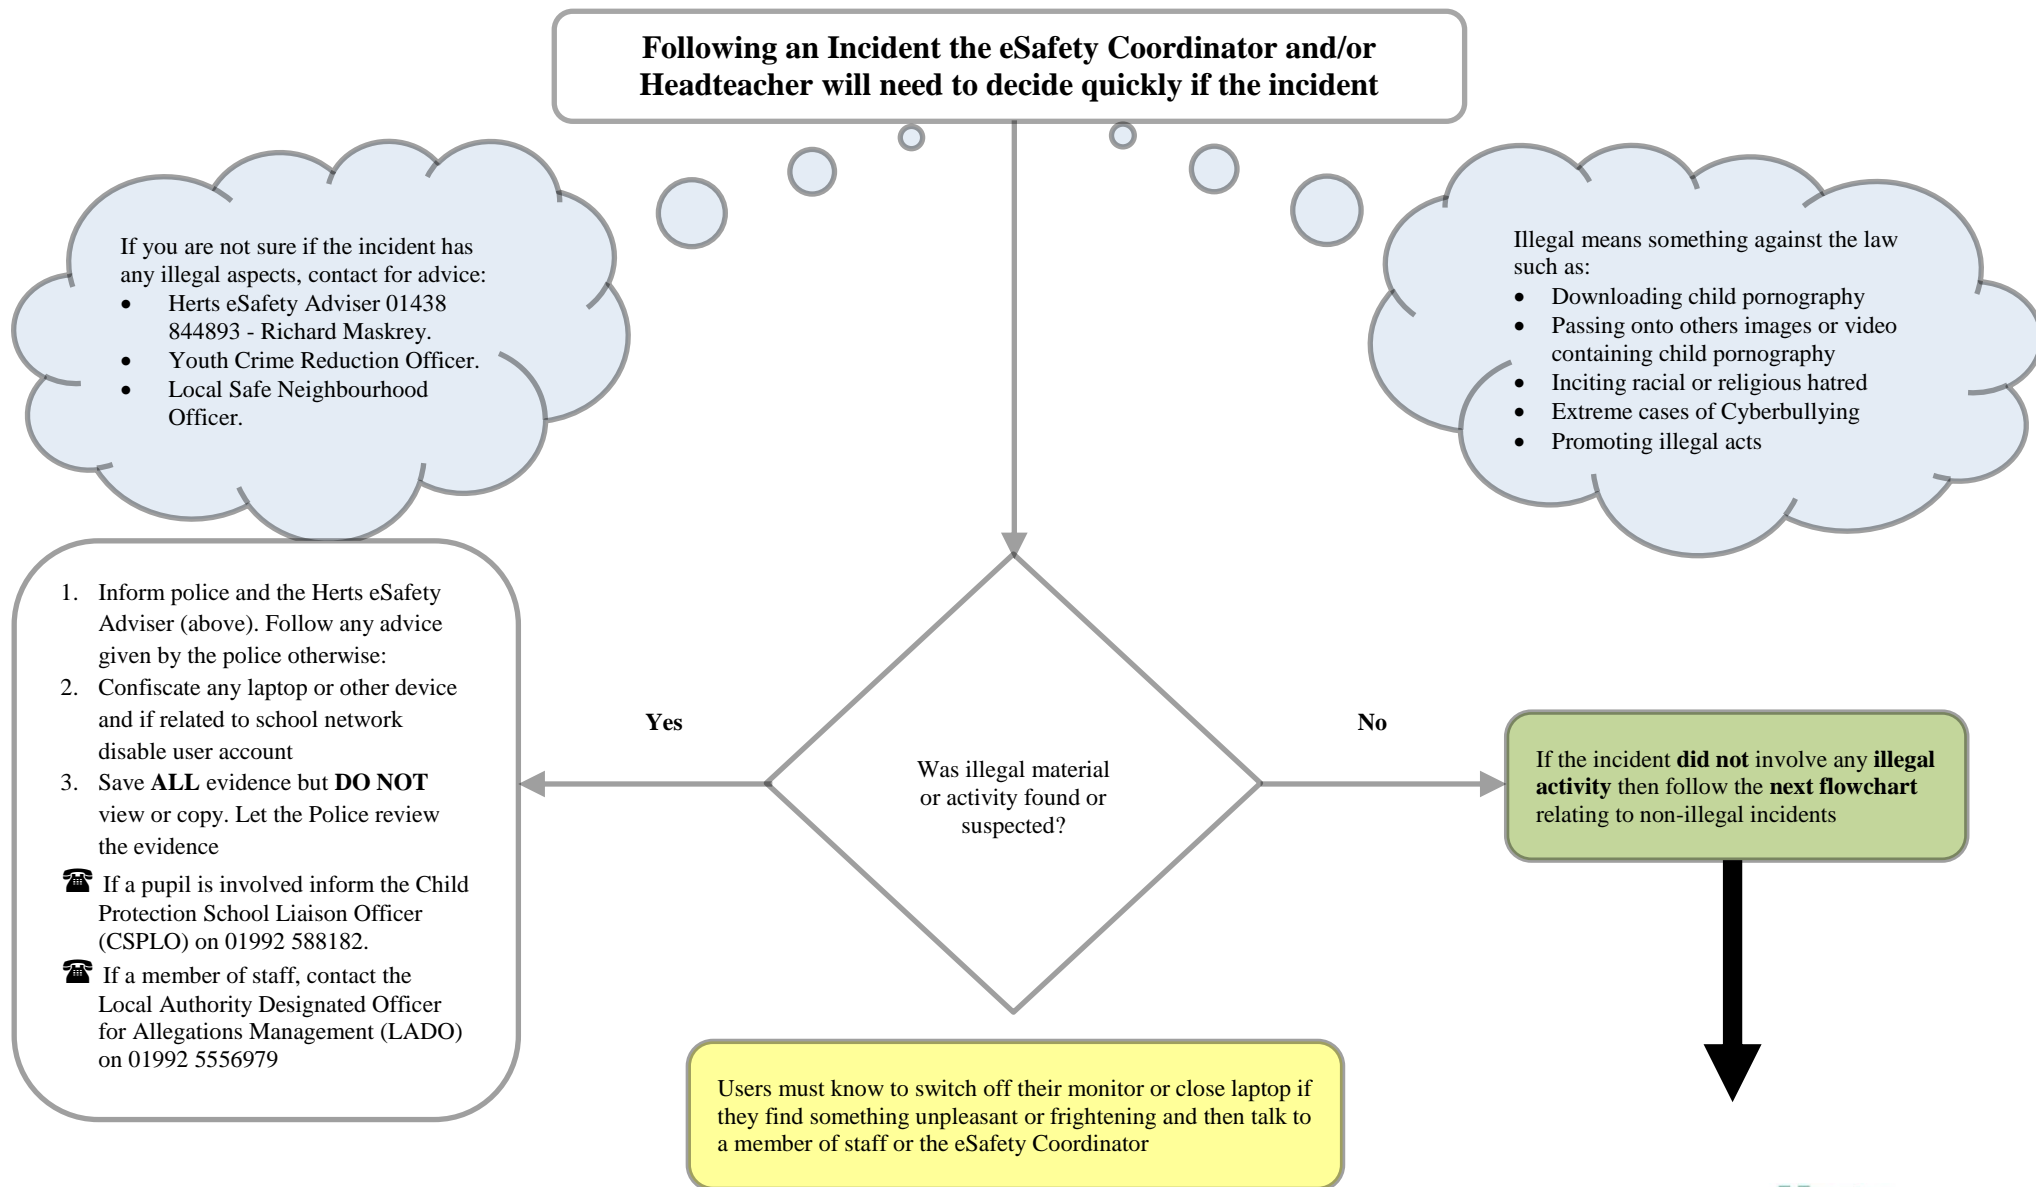 Following an Incident the eSafety Coordinator and/or
Headteacher will need to decide quickly if the incident
If you are not sure if the incident has
any illegal aspects, contact for advice:
• Herts eSafety Adviser 01438
844893 - Richard Maskrey.
• Youth Crime Reduction Officer.
• Local Safe Neighbourhood
Officer.
Illegal means something against the law
such as:
• Downloading child pornography
• Passing onto others images or video
containing child pornography
• Inciting racial or religious hatred
• Extreme cases of Cyberbullying
• Promoting illegal acts
1. Inform police and the Herts eSafety
Adviser (above). Follow any advice
given by the police otherwise:
2. Confiscate any laptop or other device
and if related to school network
disable user account
3. Save ALL evidence but DO NOT
view or copy. Let the Police review
the evidence
☎ If a pupil is involved inform the Child
Protection School Liaison Officer
(CSPLO) on 01992 588182.
☎ If a member of staff, contact the
Local Authority Designated Officer
for Allegations Management (LADO)
on 01992 5556979
Yes
Was illegal material
or activity found or
suspected?
No
If the incident did not involve any illegal
activity then follow the next flowchart
relating to non-illegal incidents
Users must know to switch off their monitor or close laptop if
they find something unpleasant or frightening and then talk to
a member of staff or the eSafety Coordinator